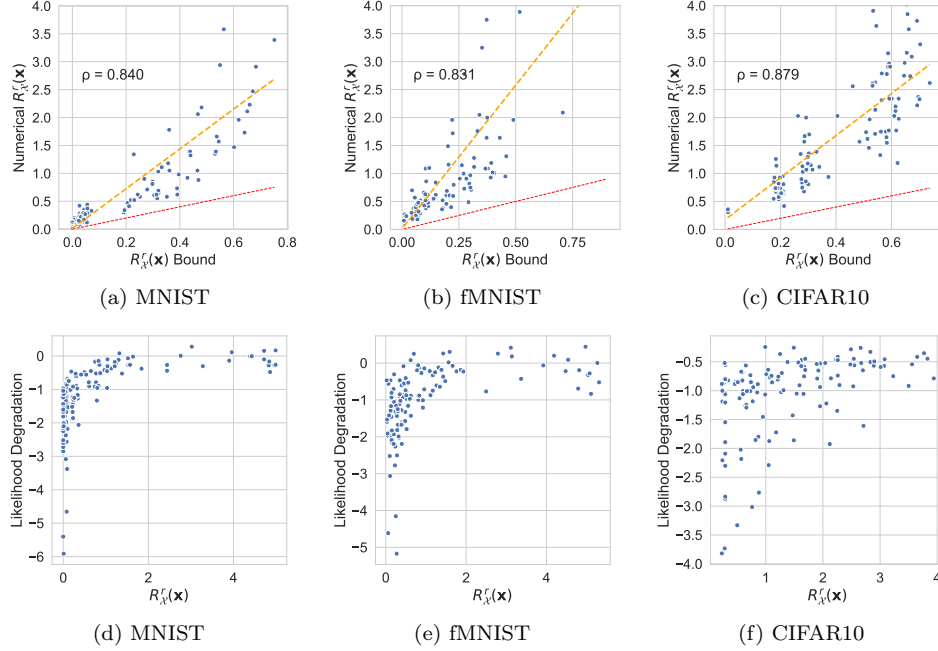 4.0 3.5 3.0 2.5 2.0 1.5 1.0 0.5 0.0
Numerical R^r_𝒳(x)
ρ = 0.840
0.0 0.2 0.4 0.6 0.8
R^r_𝒳(x) Bound
(a) MNIST
4.0 3.5 3.0 2.5 2.0 1.5 1.0 0.5 0.0
Numerical R^r_𝒳(x)
ρ = 0.831
0.00 0.25 0.50 0.75
R^r_𝒳(x) Bound
(b) fMNIST
4.0 3.5 3.0 2.5 2.0 1.5 1.0 0.5 0.0
Numerical R^r_𝒳(x)
ρ = 0.879
0.0 0.2 0.4 0.6
R^r_𝒳(x) Bound
(c) CIFAR10
0 −1 −2 −3 −4 −5 −6
Likelihood Degradation
0 2 4
R^r_𝒳(x)
(d) MNIST
0 −1 −2 −3 −4 −5
Likelihood Degradation
0 2 4
R^r_𝒳(x)
(e) fMNIST
−0.5 −1.0 −1.5 −2.0 −2.5 −3.0 −3.5 −4.0
Likelihood Degradation
1 2 3 4
R^r_𝒳(x)
(f) CIFAR10